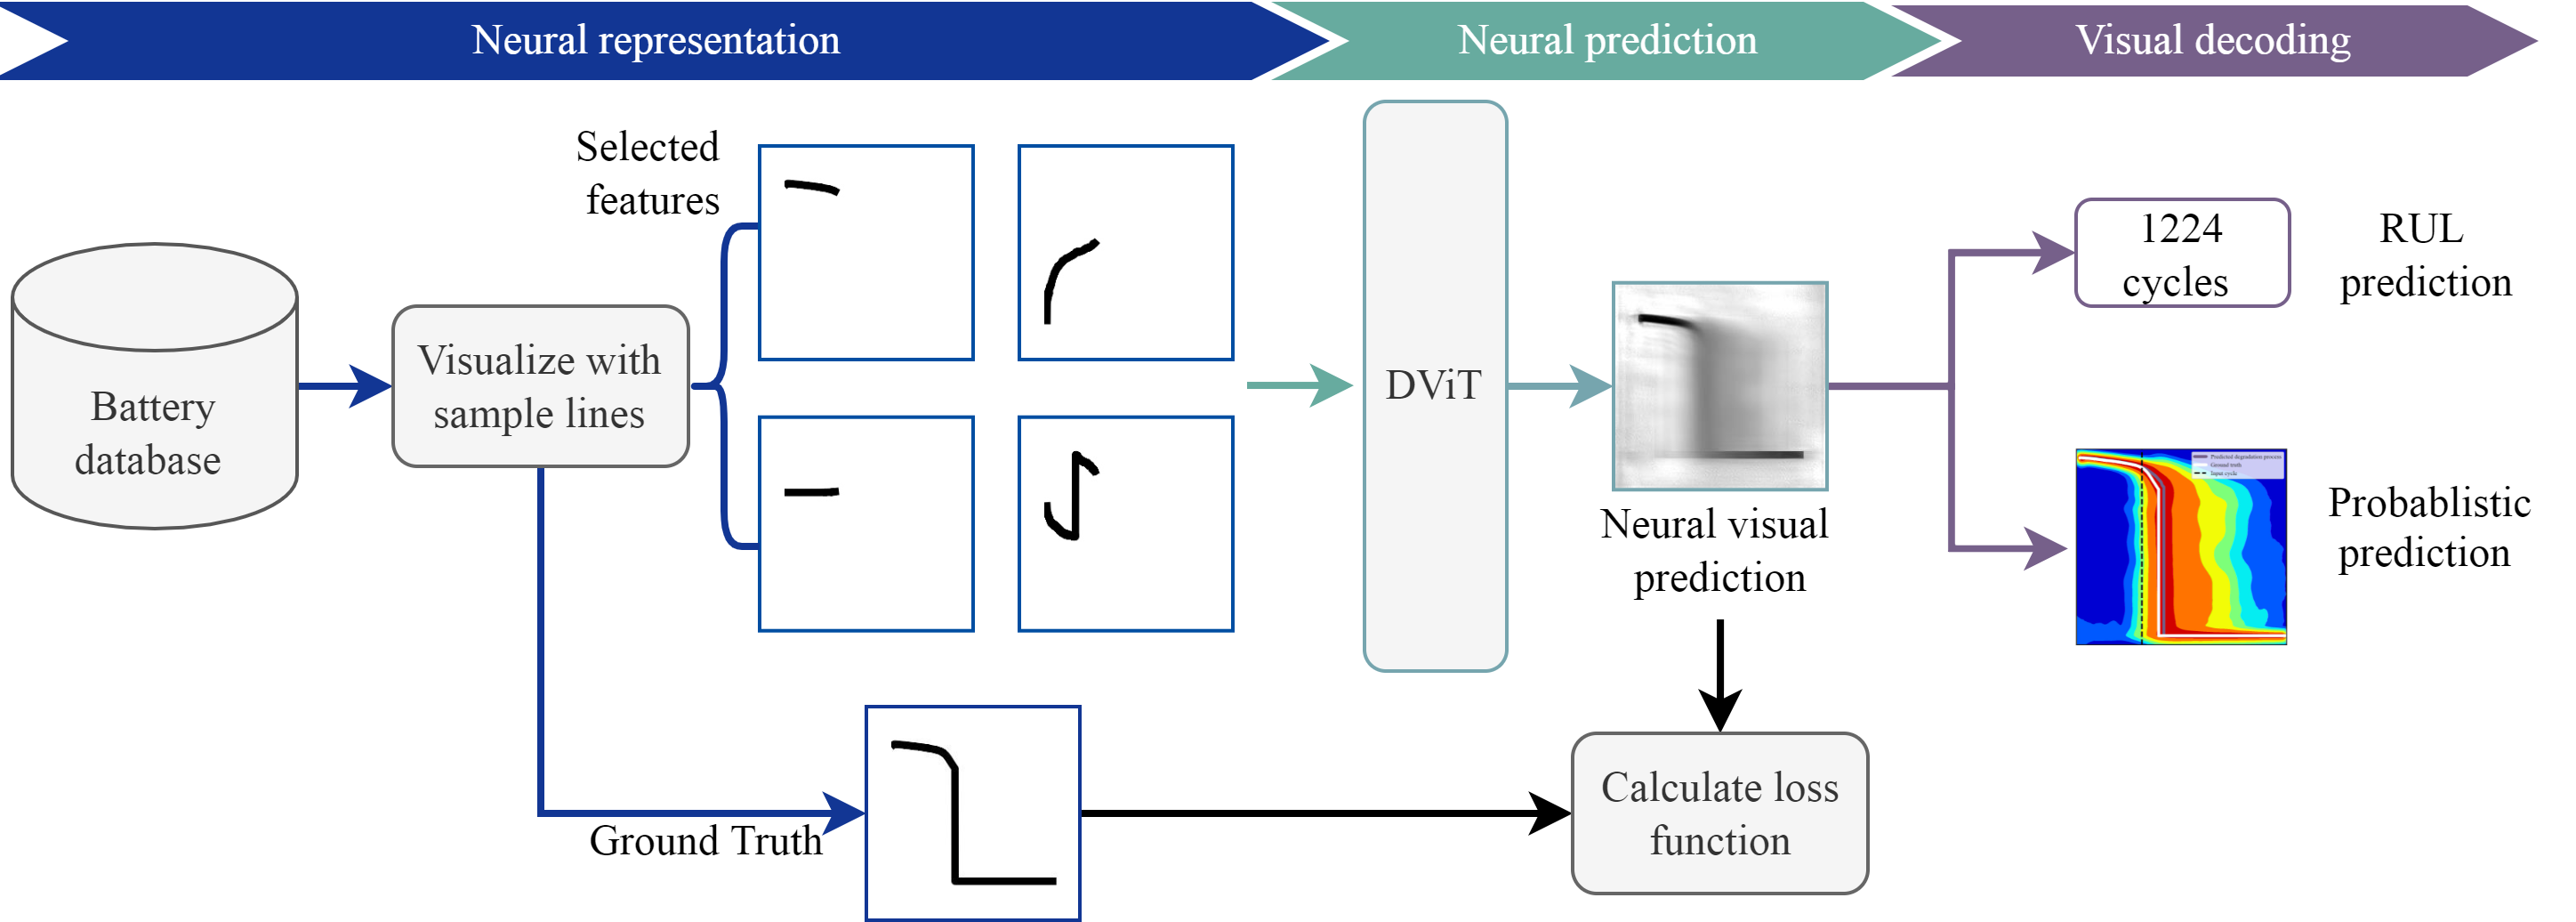 Neural representation
Neural prediction
Visual decoding
Selected
features
Battery
database
Visualize with
sample lines
DViT
Neural visual
prediction
1224
cycles
RUL
prediction
Predicted degradation process
Ground truth
Input cycle
Probablistic
prediction
Ground Truth
Calculate loss
function